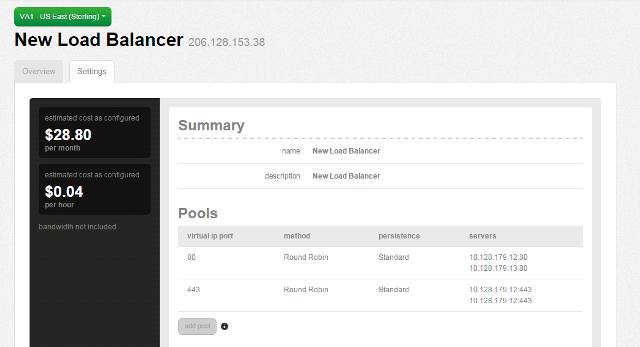 VA1 - US East (Sterling)
New Load Balancer 206.128.153.38
Overview Settings
estimated cost as configured
$28.80
per month
estimated cost as configured
$0.04
per hour
bandwidth not included
Summary
name New Load Balancer
description New Load Balancer
Pools
virtual ip port method persistence servers
80 Round Robin Standard 10.128.179.12:80
10.128.179.13:80
443 Round Robin Standard 10.128.179.12:443
10.128.179.12:443
add pool